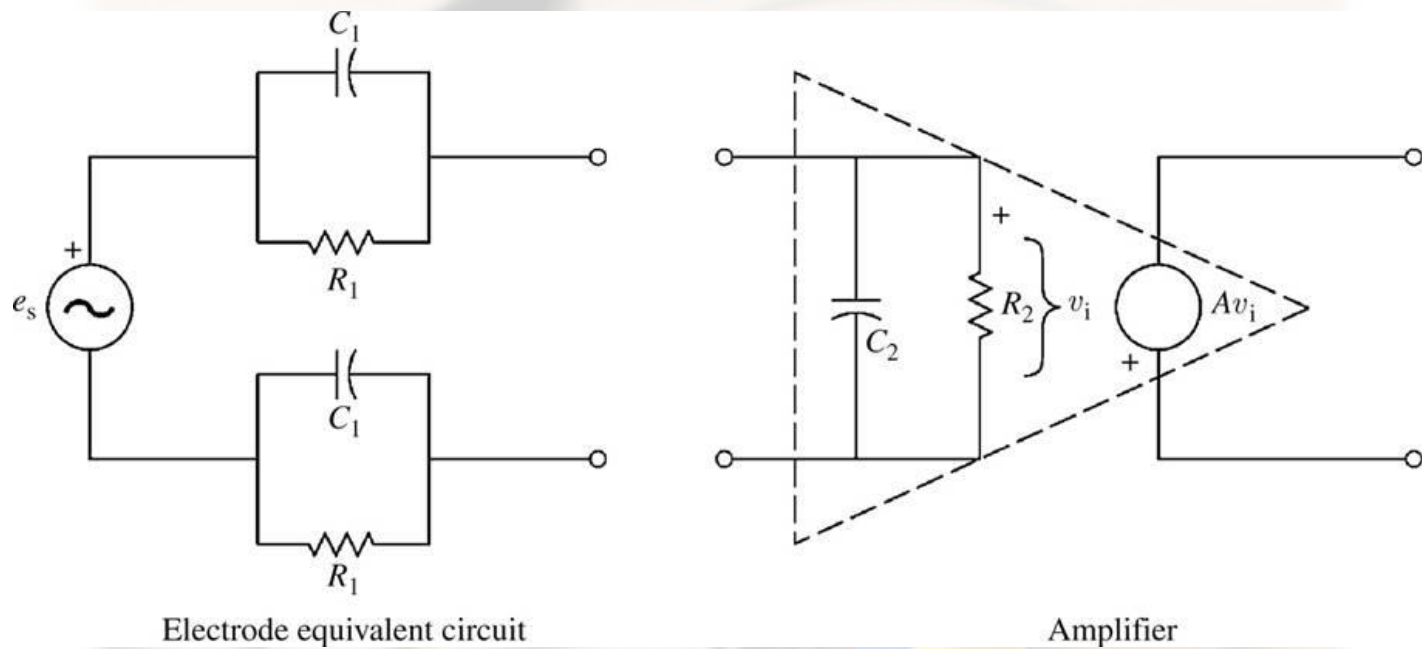 C₁
R₁
+
eₛ
C₁
R₁
Electrode equivalent circuit
C₂
+
R₂
vᵢ
Avᵢ
+
Amplifier